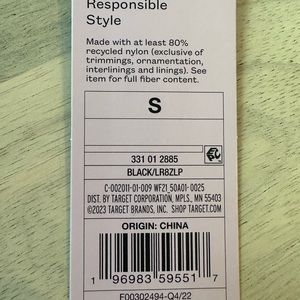 Responsible
Style
Made with at least 80%
recycled nylon (exclusive of
trimmings, ornamentation,
interlinings and linings). See
item for full fiber content.
S
331 01 2885
BLACK/LR8ZLP
C-002011-01-009 WF21_50A01-0025
DIST. BY TARGET CORPORATION, MPLS., MN 55403
©2023 TARGET BRANDS, INC. SHOP TARGET.COM
ORIGIN: CHINA
1 96983 59551 7
F00302494-Q4/22